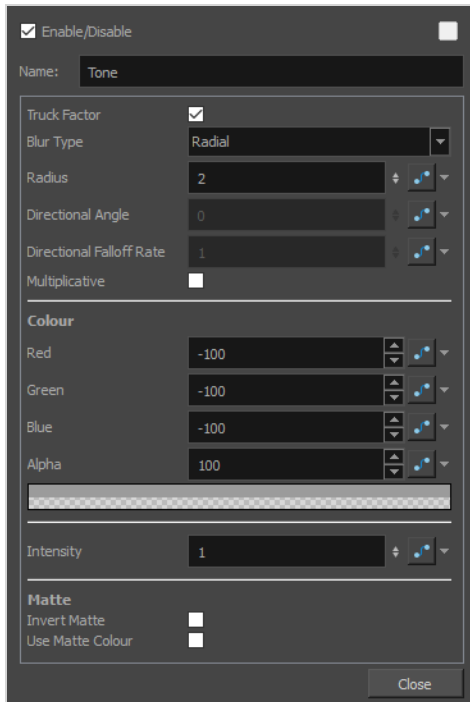 Enable/Disable
Name: Tone
Truck Factor
Blur Type Radial
Radius 2
Directional Angle 0
Directional Falloff Rate 1
Multiplicative
Colour
Red -100
Green -100
Blue -100
Alpha 100
Intensity 1
Matte
Invert Matte
Use Matte Colour
Close